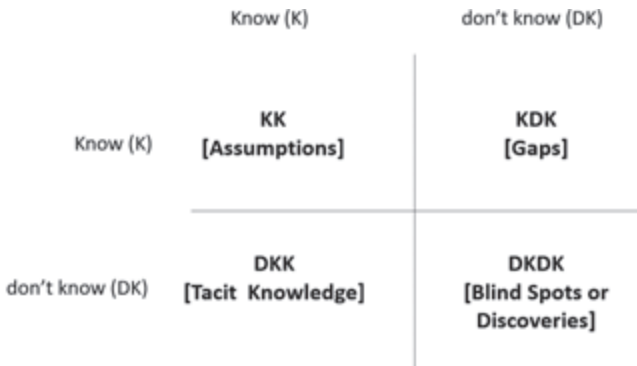 Know (K)
don't know (DK)
Know (K)
KK
[Assumptions]
KDK
[Gaps]
don't know (DK)
DKK
[Tacit Knowledge]
DKDK
[Blind Spots or
Discoveries]